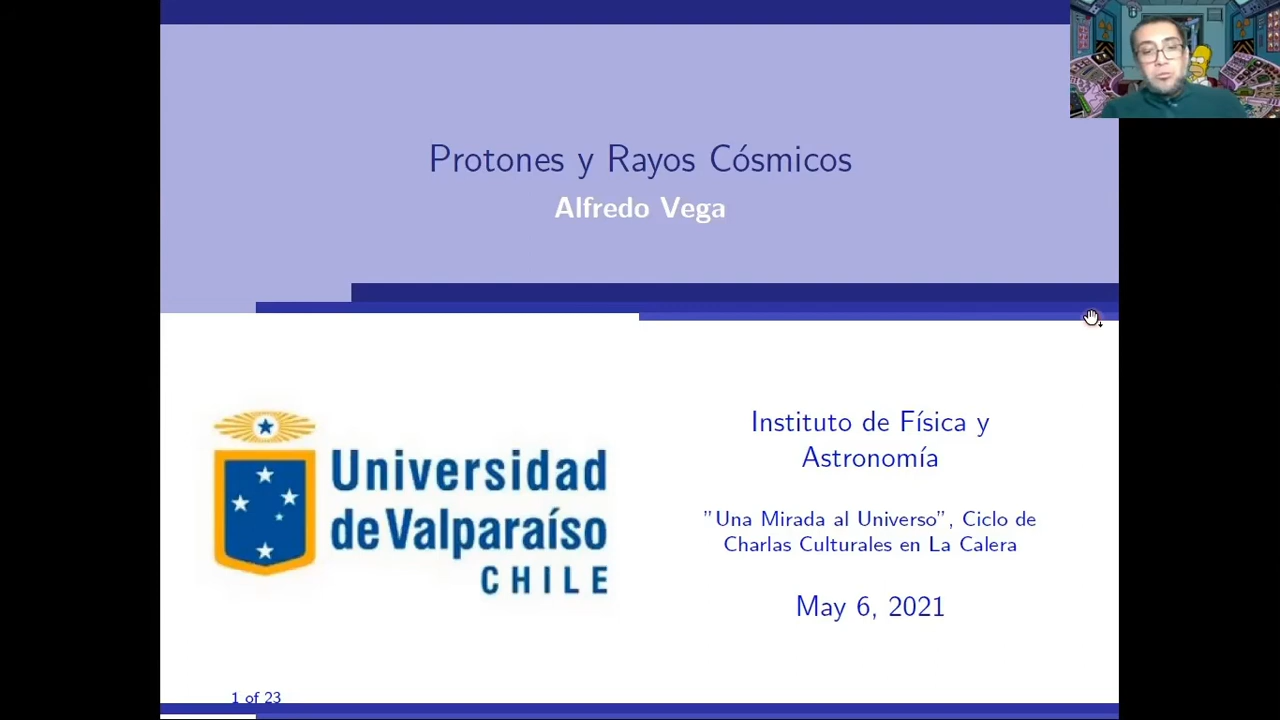 Protones y Rayos Cósmicos
Alfredo Vega
Universidad
de Valparaíso
CHILE
Instituto de Física y
Astronomía
"Una Mirada al Universo", Ciclo de
Charlas Culturales en La Calera
May 6, 2021
1 of 23